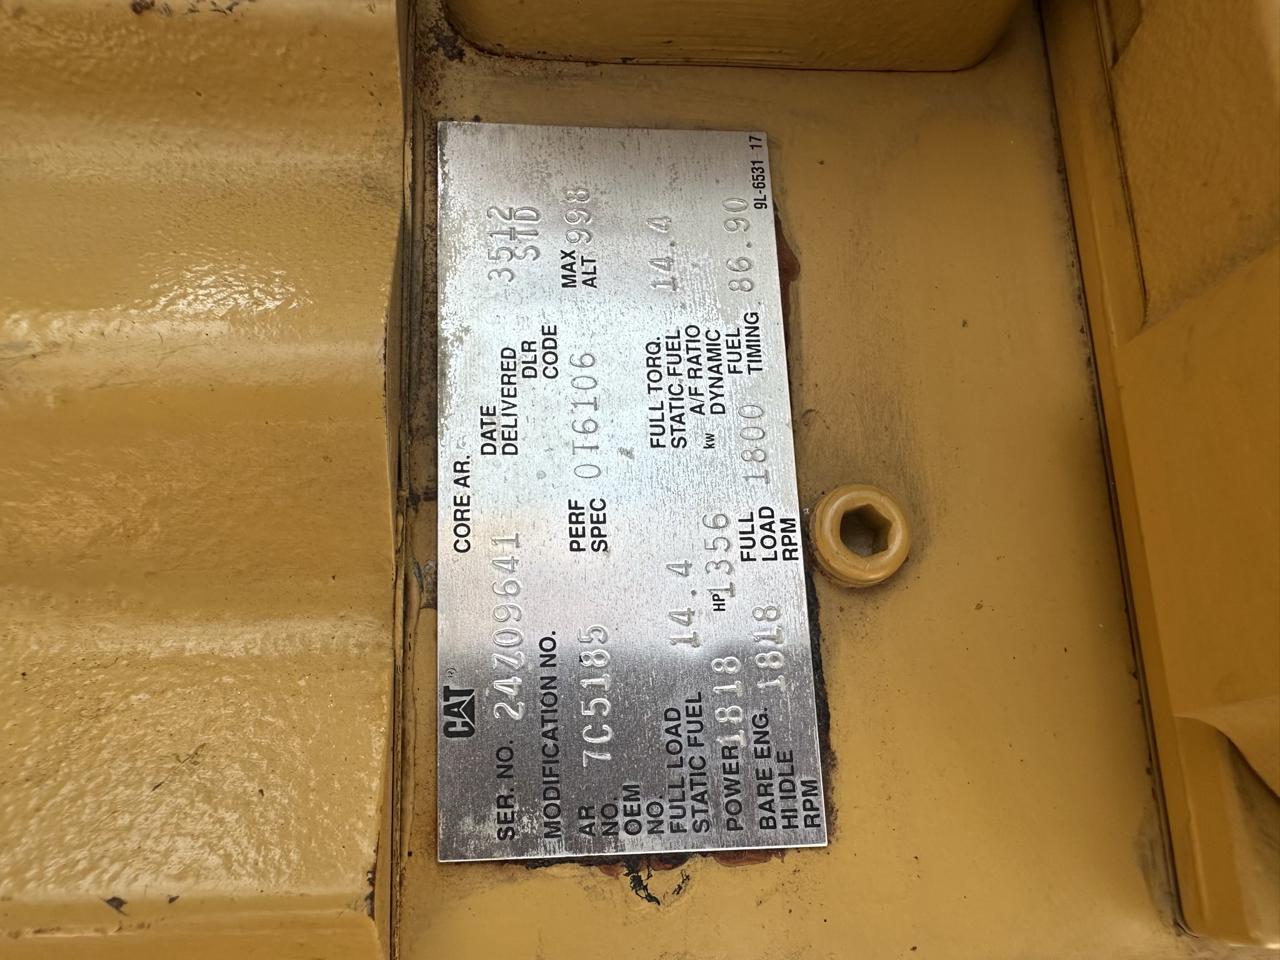 CAT
CORE AR.
SER. NO. 24Z09641
DATE DELIVERED
3512
MODIFICATION NO.
DLR CODE
STD
AR NO. 7C5185
PERF SPEC 0T6106
MAX ALT 998
OEM NO.
FULL LOAD STATIC FUEL 14.4
FULL TORQ. STATIC FUEL 14.4
A/F RATIO
POWER 1818 HP 1356 kw
DYNAMIC FUEL TIMING 86.90
BARE ENG. HI IDLE RPM 1818
FULL LOAD RPM 1800
9L-6531 17